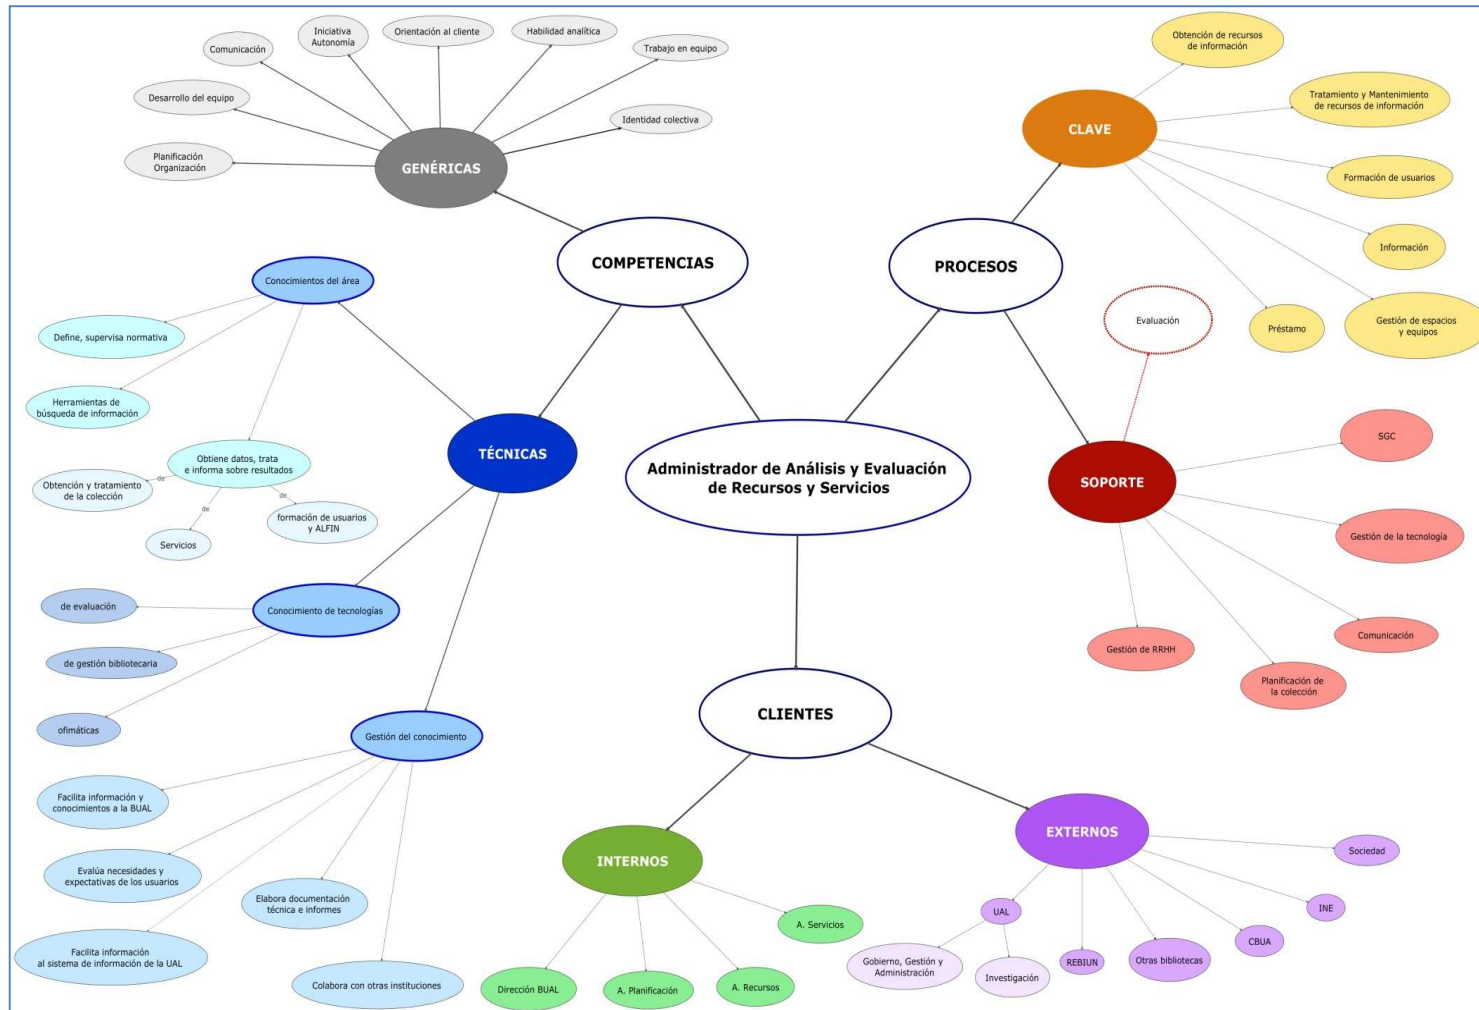 Iniciativa
Autonomía
Orientación al cliente
Habilidad analítica
Comunicación
Trabajo en equipo
Desarrollo del equipo
Identidad colectiva
Planificación
Organización
GENÉRICAS
COMPETENCIAS
Conocimientos del área
Define, supervisa normativa
Herramientas de
búsqueda de información
Obtiene datos, trata
e informa sobre resultados
de
de
de
Obtención y tratamiento
de la colección
Servicios
formación de usuarios
y ALFIN
TÉCNICAS
Conocimiento de tecnologías
de evaluación
de gestión bibliotecaria
ofimáticas
Gestión del conocimiento
Facilita información y
conocimientos a la BUAL
Evalúa necesidades y
expectativas de los usuarios
Facilita información
al sistema de información de la UAL
Elabora documentación
técnica e informes
Colabora con otras instituciones
Administrador de Análisis y Evaluación
de Recursos y Servicios
PROCESOS
CLAVE
Obtención de recursos
de información
Tratamiento y Mantenimiento
de recursos de información
Formación de usuarios
Información
Gestión de espacios
y equipos
Préstamo
Evaluación
SOPORTE
SGC
Gestión de la tecnología
Comunicación
Planificación de
la colección
Gestión de RRHH
CLIENTES
INTERNOS
Dirección BUAL
A. Planificación
A. Recursos
A. Servicios
EXTERNOS
Sociedad
INE
CBUA
Otras bibliotecas
REBIUN
UAL
Gobierno, Gestión y
Administración
Investigación